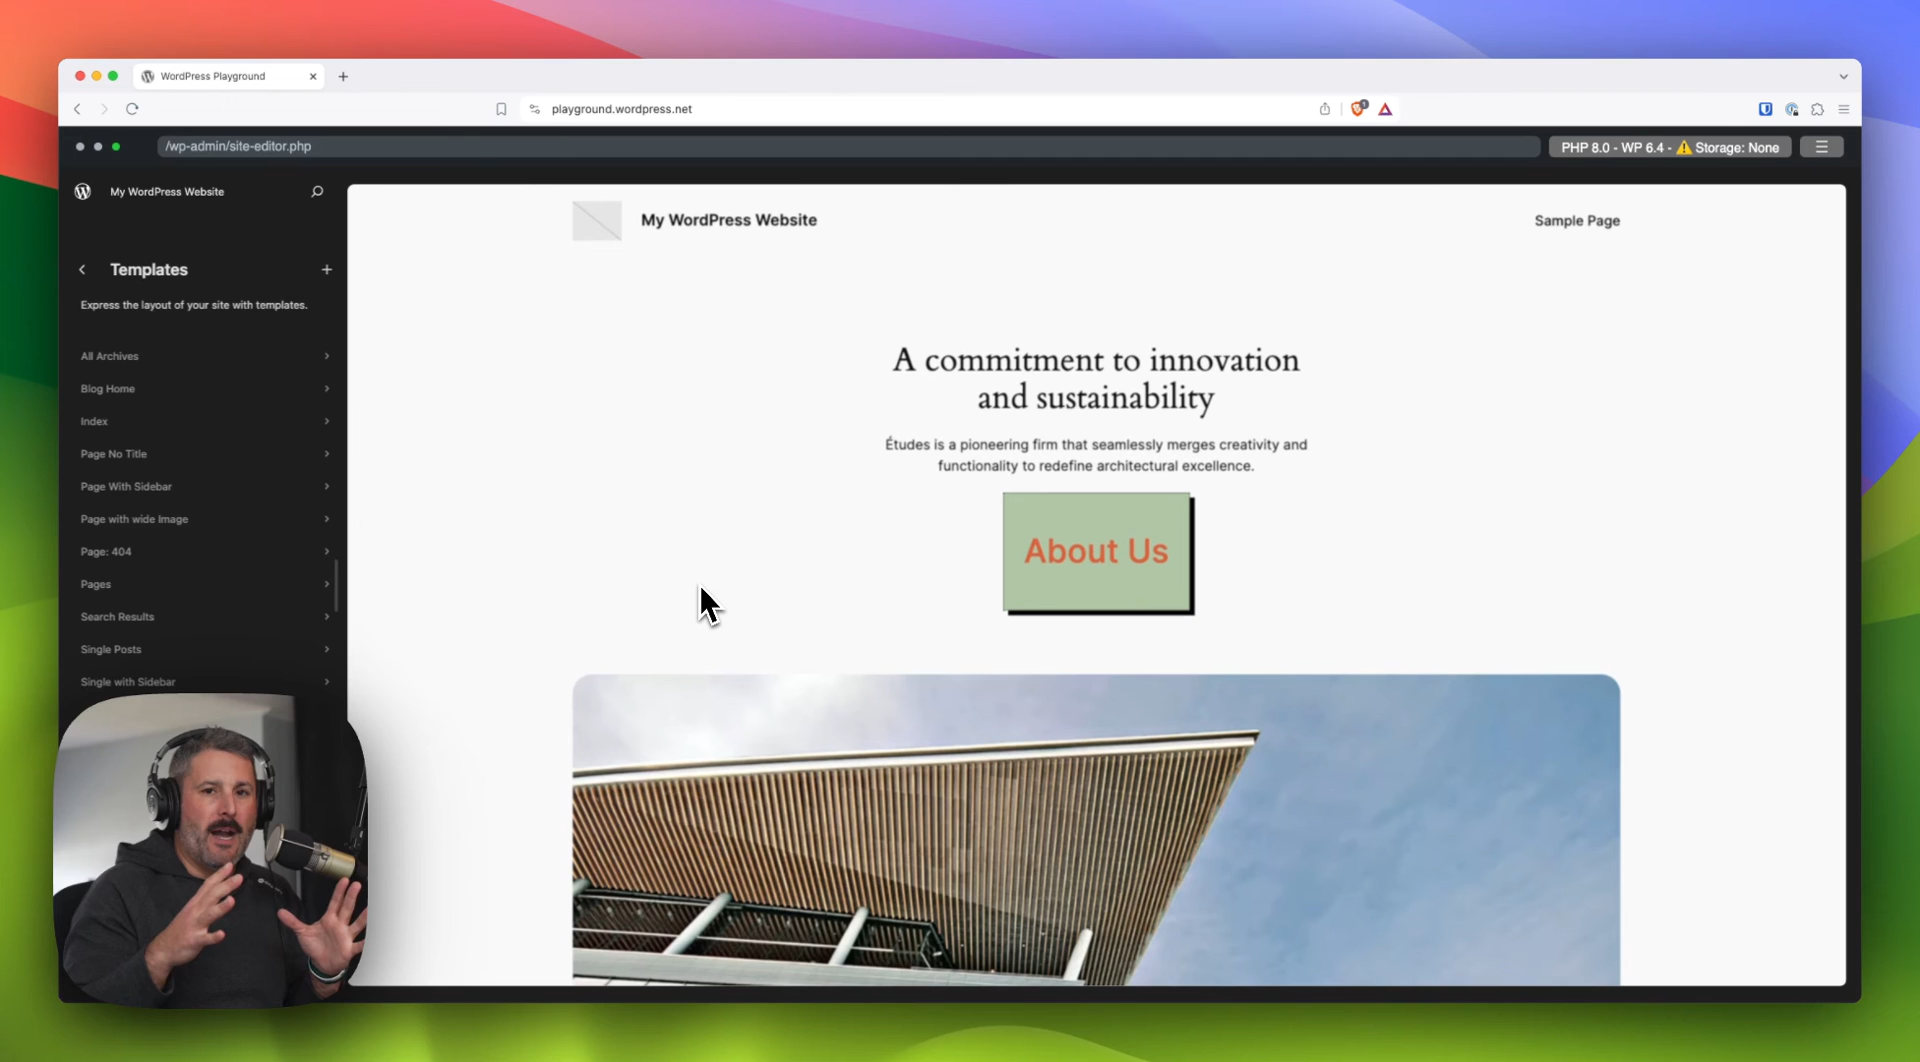 WordPress Playground
playground.wordpress.net
/wp-admin/site-editor.php
PHP 8.0 - WP 6.4 - ⚠️ Storage: None
My WordPress Website
Templates
Express the layout of your site with templates.
All Archives
Blog Home
Index
Page No Title
Page With Sidebar
Page with wide Image
Page: 404
Pages
Search Results
Single Posts
Single with Sidebar
My WordPress Website
Sample Page
A commitment to innovation
and sustainability
Études is a pioneering firm that seamlessly merges creativity and
functionality to redefine architectural excellence.
About Us